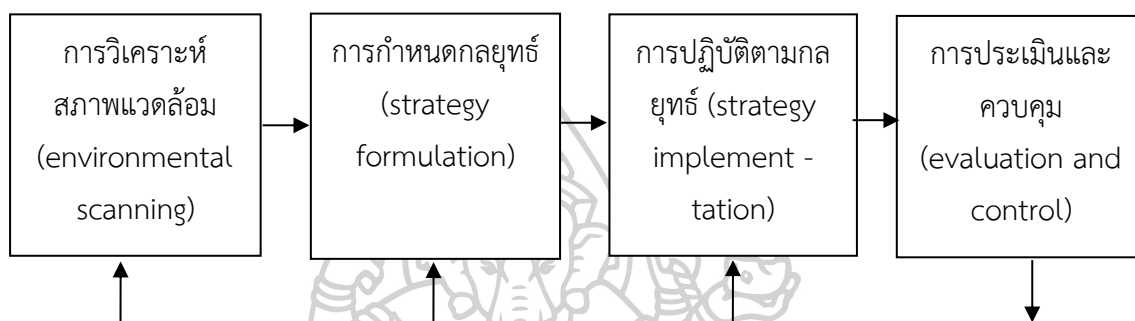 การวิเคราะห์
สภาพแวดล้อม
(environmental
scanning)
การกำหนดกลยุทธ์
(strategy
formulation)
การปฏิบัติตามกล
ยุทธ์ (strategy
implement -
tation)
การประเมินและ
ควบคุม
(evaluation and
control)